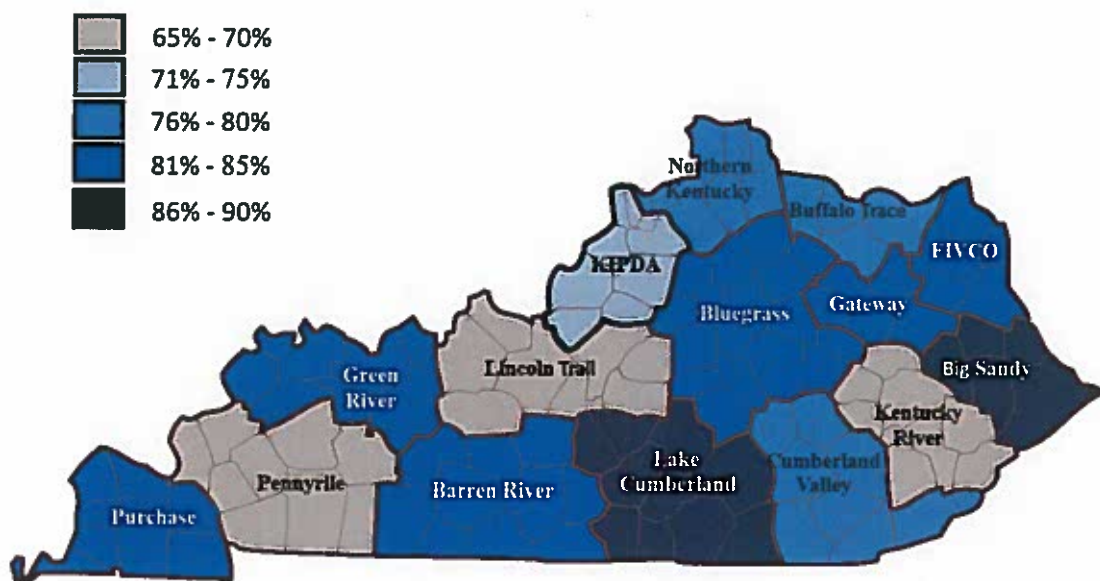 65% - 70%
71% - 75%
76% - 80%
81% - 85%
86% - 90%
Northern
Kentucky
Buffalo Trace
FIVCO
KIPDA
Bluegrass
Gateway
Lincoln Trail
Big Sandy
Green
River
Kentucky
River
Pennyrile
Barren River
Lake
Cumberland
Cumberland
Valley
Purchase